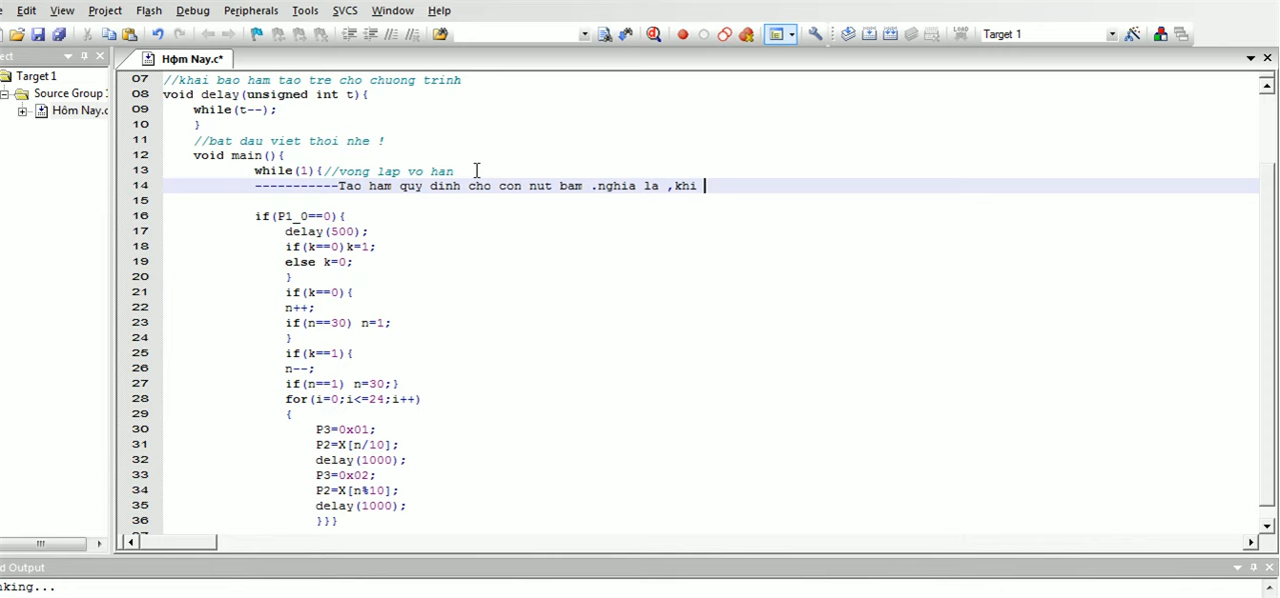 Edit View Project Flash Debug Peripherals Tools SVCS Window Help
Target 1
Hфm Nay.c*
Target 1
Source Group
Hôm Nay.c
07 //khai bao ham tao tre cho chuong trinh
08 void delay(unsigned int t){
09 while(t--);
10 }
11 //bat dau viet thoi nhe !
12 void main(){
13 while(1){//vong lap vo han
14 -----------Tao ham quy dinh cho con nut bam .nghia la ,khi
15
16 if(P1_0==0){
17 delay(500);
18 if(k==0)k=1;
19 else k=0;
20 }
21 if(k==0){
22 n++;
23 if(n==30) n=1;
24 }
25 if(k==1){
26 n--;
27 if(n==1) n=30;}
28 for(i=0;i<=24;i++)
29 {
30 P3=0x01;
31 P2=X[n/10];
32 delay(1000);
33 P3=0x02;
34 P2=X[n%10];
35 delay(1000);
36 }}}
Output